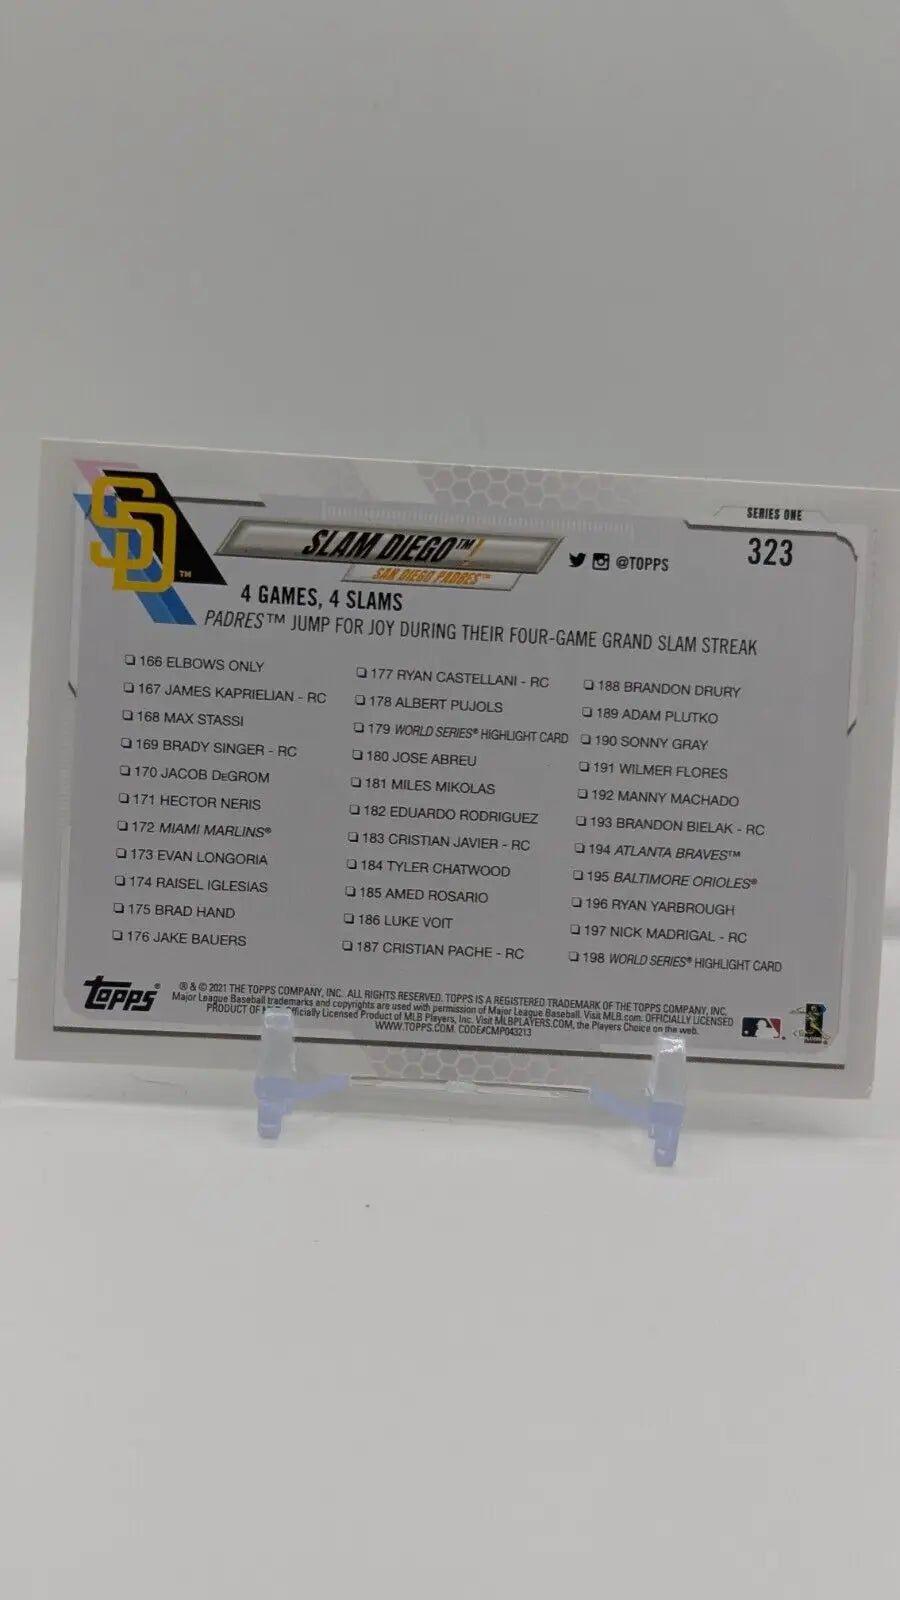 SD
TM
SERIES ONE
323
SLAM DIEGO™!
SAN DIEGO PADRES™
@TOPPS
4 GAMES, 4 SLAMS
PADRES™ JUMP FOR JOY DURING THEIR FOUR-GAME GRAND SLAM STREAK
❏ 166 ELBOWS ONLY
❏ 167 JAMES KAPRIELIAN - RC
❏ 168 MAX STASSI
❏ 169 BRADY SINGER - RC
❏ 170 JACOB DEGROM
❏ 171 HECTOR NERIS
❏ 172 MIAMI MARLINS®
❏ 173 EVAN LONGORIA
❏ 174 RAISEL IGLESIAS
❏ 175 BRAD HAND
❏ 176 JAKE BAUERS
❏ 177 RYAN CASTELLANI - RC
❏ 178 ALBERT PUJOLS
❏ 179 WORLD SERIES® HIGHLIGHT CARD
❏ 180 JOSE ABREU
❏ 181 MILES MIKOLAS
❏ 182 EDUARDO RODRIGUEZ
❏ 183 CRISTIAN JAVIER - RC
❏ 184 TYLER CHATWOOD
❏ 185 AMED ROSARIO
❏ 186 LUKE VOIT
❏ 187 CRISTIAN PACHE - RC
❏ 188 BRANDON DRURY
❏ 189 ADAM PLUTKO
❏ 190 SONNY GRAY
❏ 191 WILMER FLORES
❏ 192 MANNY MACHADO
❏ 193 BRANDON BIELAK - RC
❏ 194 ATLANTA BRAVES™
❏ 195 BALTIMORE ORIOLES®
❏ 196 RYAN YARBROUGH
❏ 197 NICK MADRIGAL - RC
❏ 198 WORLD SERIES® HIGHLIGHT CARD
topps®
® & © 2021 THE TOPPS COMPANY, INC. ALL RIGHTS RESERVED. TOPPS IS A REGISTERED TRADEMARK OF THE TOPPS COMPANY, INC.
Major League Baseball trademarks and copyrights are used with permission of Major League Baseball. Visit MLB.com. OFFICIALLY LICENSED
PRODUCT OF Officially Licensed Product of MLB Players, Inc. Visit MLBPLAYERS.COM, the Players Choice on the web.
WWW.TOPPS.COM. CODE#CMP043213